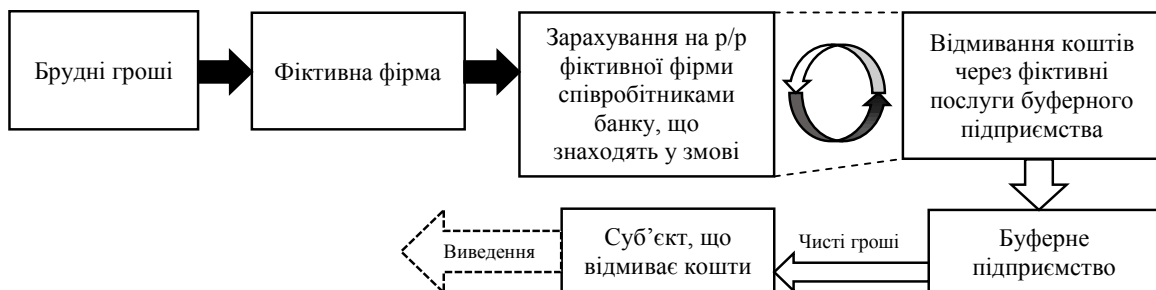 Брудні гроші
Фіктивна фірма
Зарахування на р/р
фіктивної фірми
співробітниками
банку, що
знаходять у змові
Відмивання коштів
через фіктивні
послуги буферного
підприємства
Буферне
підприємство
Чисті гроші
Суб’єкт, що
відмиває кошти
Виведення